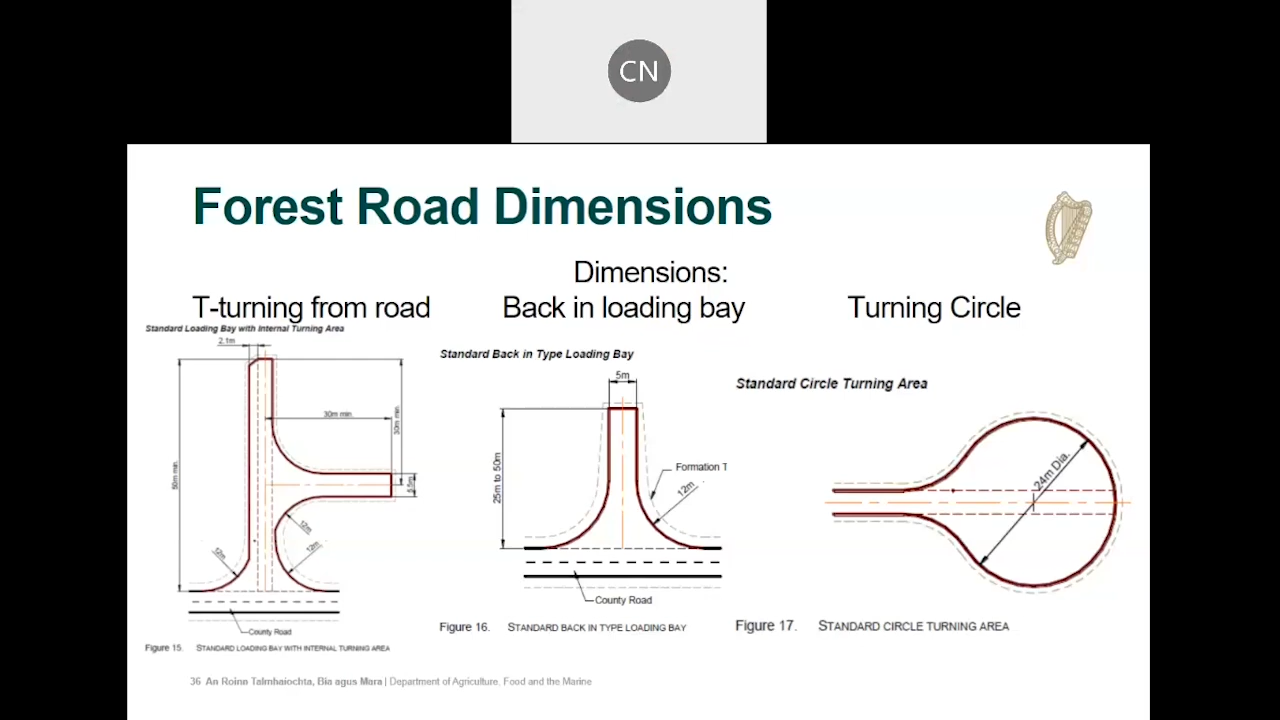 CN
Forest Road Dimensions
Dimensions:
T-turning from road
Back in loading bay
Turning Circle
Standard Loading Bay with Internal Turning Area
2.1m
30m min.
30m min.
50m min.
5.5m
12m
12m
12m
County Road
Figure 15. STANDARD LOADING BAY WITH INTERNAL TURNING AREA
Standard Back in Type Loading Bay
5m
25m to 50m
Formation T
12m
County Road
Figure 16. STANDARD BACK IN TYPE LOADING BAY
Standard Circle Turning Area
24m Dia.
Figure 17. STANDARD CIRCLE TURNING AREA
36 An Roinn Talmhaíochta, Bia agus Mara | Department of Agriculture, Food and the Marine